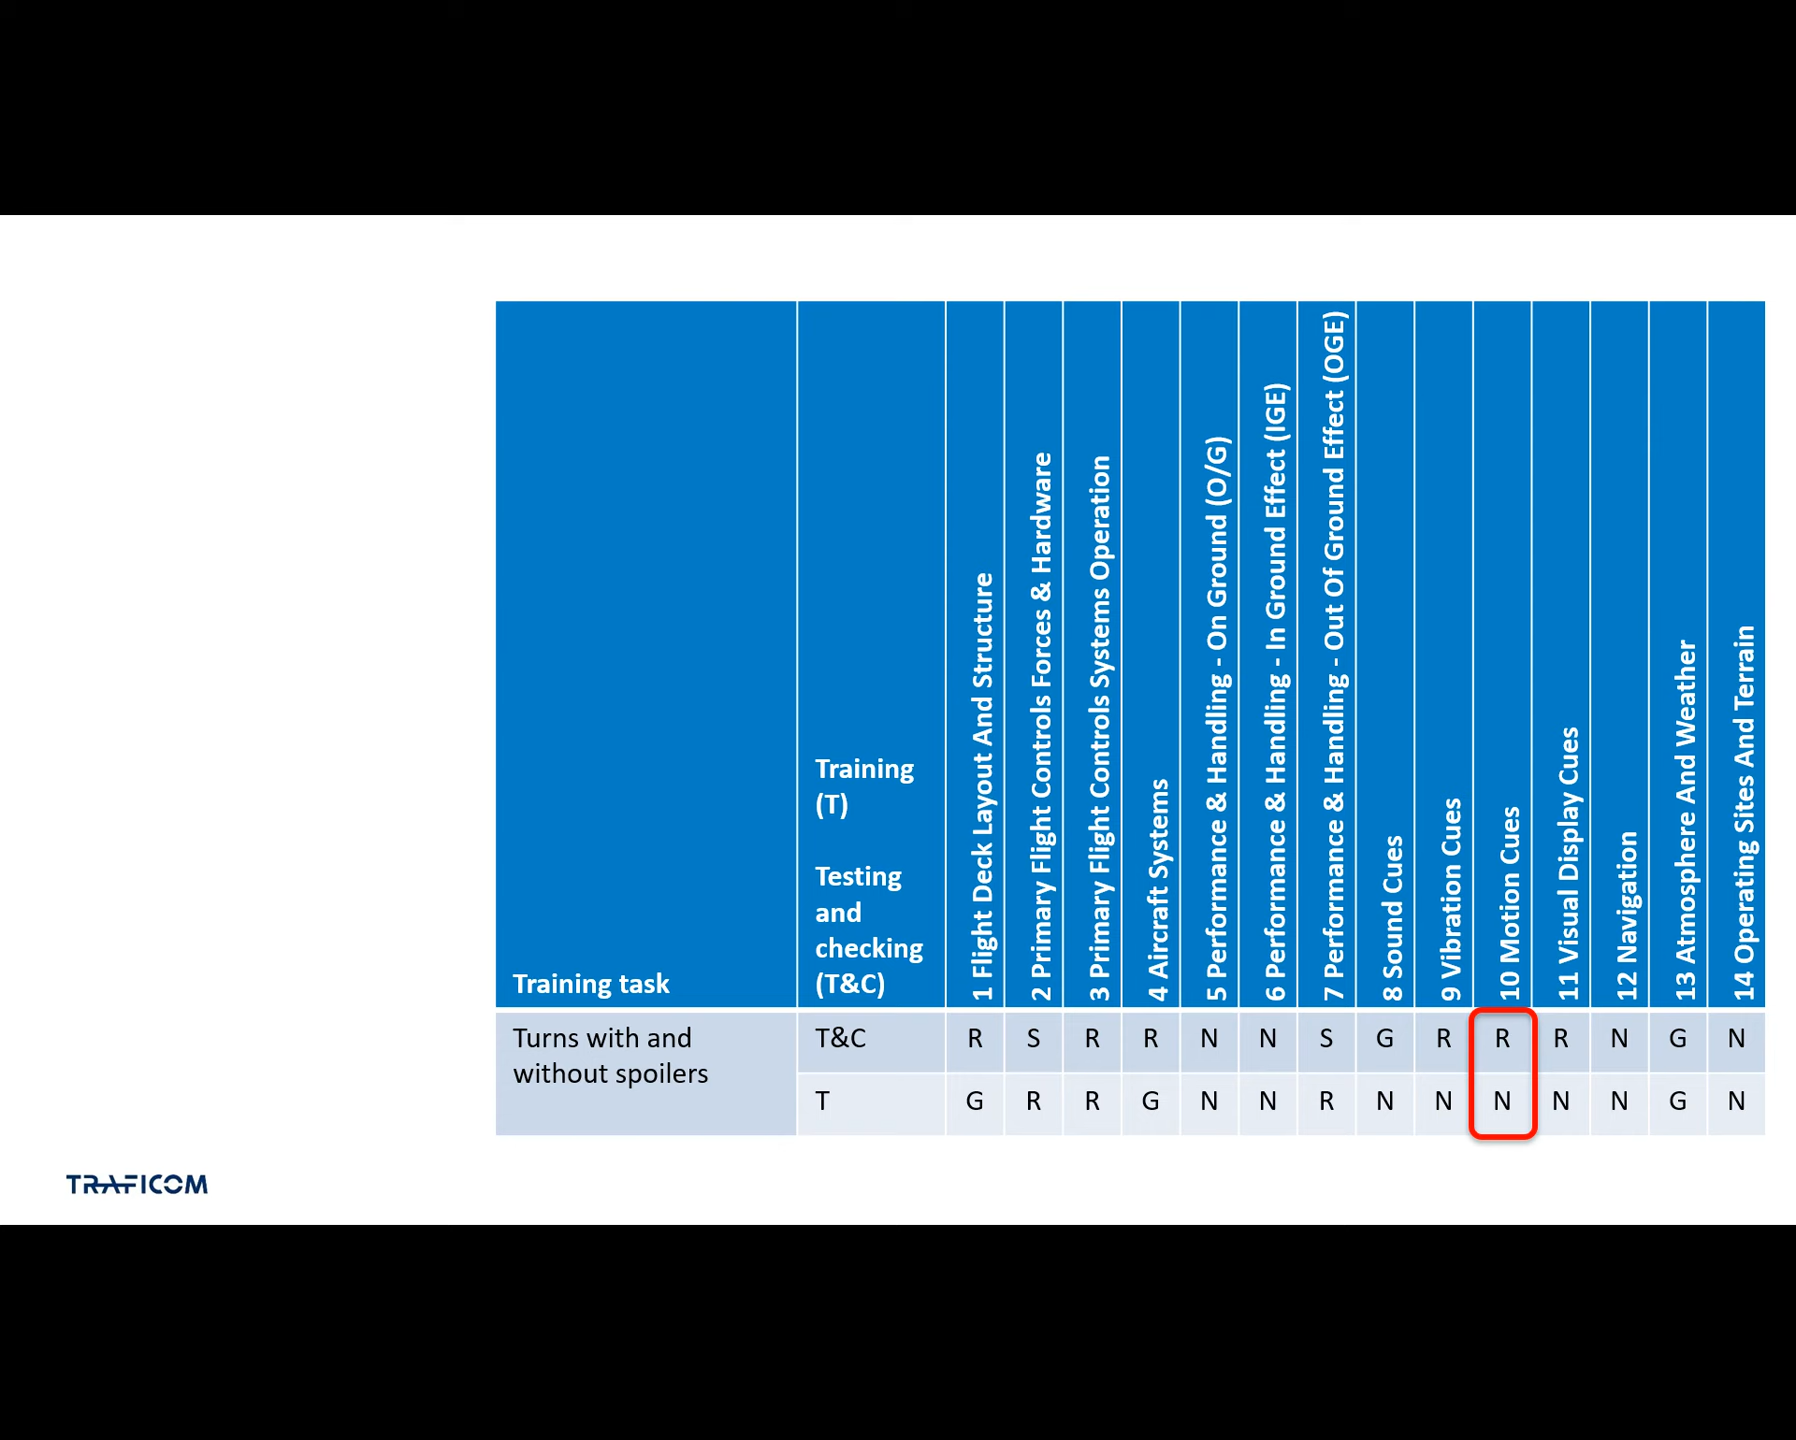 Training task
Training
(T)
Testing
and
checking
(T&C)
1 Flight Deck Layout And Structure
2 Primary Flight Controls Forces & Hardware
3 Primary Flight Controls Systems Operation
4 Aircraft Systems
5 Performance & Handling - On Ground (O/G)
6 Performance & Handling - In Ground Effect (IGE)
7 Performance & Handling - Out Of Ground Effect (OGE)
8 Sound Cues
9 Vibration Cues
10 Motion Cues
11 Visual Display Cues
12 Navigation
13 Atmosphere And Weather
14 Operating Sites And Terrain
Turns with and
without spoilers
T&C R S R R N N S G R R R N G N
T G R R G N N R N N N N N G N
TRAFICOM